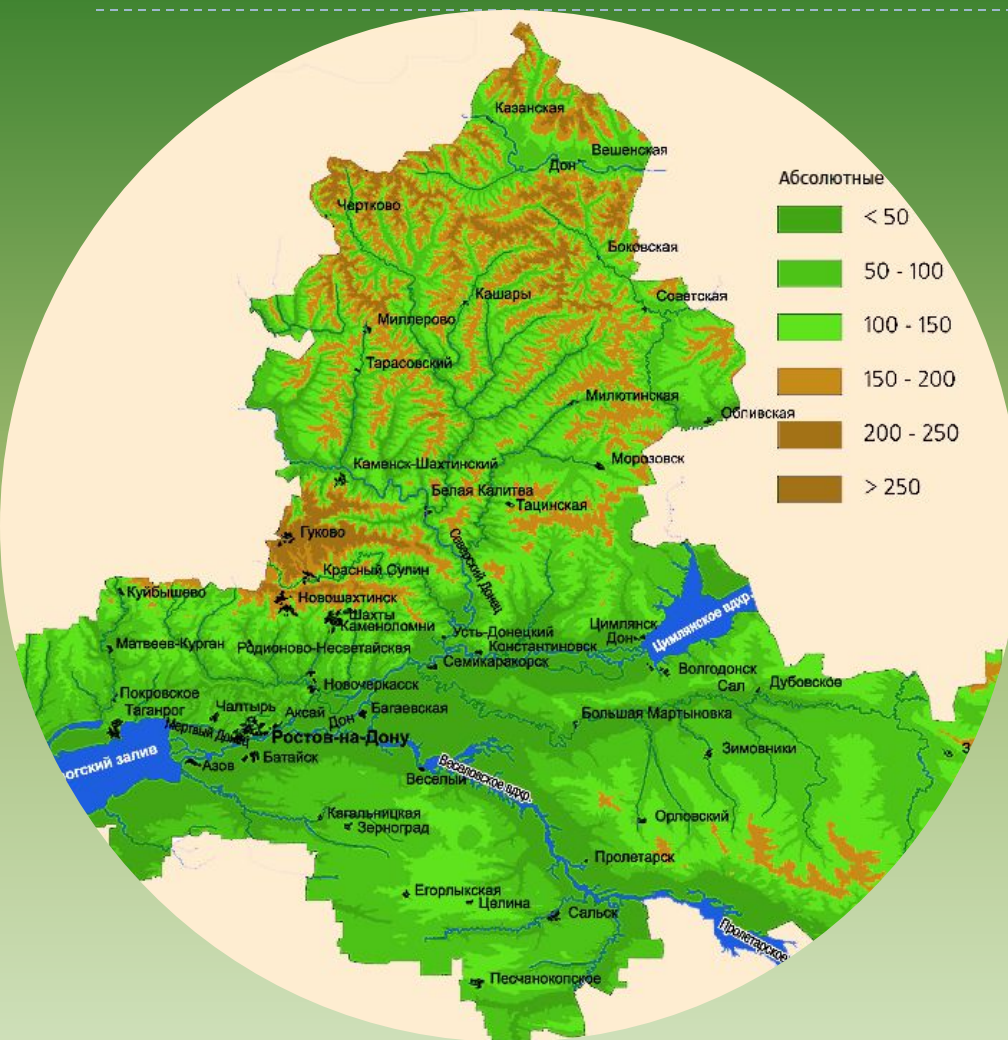 Казанская
Вешенская
Дон
Абсолютные
< 50
50 - 100
100 - 150
150 - 200
200 - 250
> 250
Чертково
Боковская
Кашары
Советская
Миллерово
Тарасовский
Милютинская
Обливская
Каменск-Шахтинский
Морозовск
Белая Калитва
Тацинская
Гуково
Северский Донец
Красный Сулин
Куйбышево
Новошахтинск
Шахты
Каменоломни
Усть-Донецкий
Цимлянск
Дон
Цимлянское вдхр.
Матвеев-Курган
Родионово-Несветайская
Константиновск
Семикаракорск
Волгодонск
Сал
Дубовское
Новочеркасск
Покровское
Таганрог
Чалтырь
Аксай
Дон
Багаевская
Большая Мартыновка
Мертвый Донец
Ростов-на-Дону
Зимовники
З
огский залив
Азов
Батайск
Веселый
Веселовское вдхр.
Кагальницкая
Зерноград
Орловский
Пролетарск
Егорлыкская
Целина
Сальск
Пролетарское
Песчанокопское